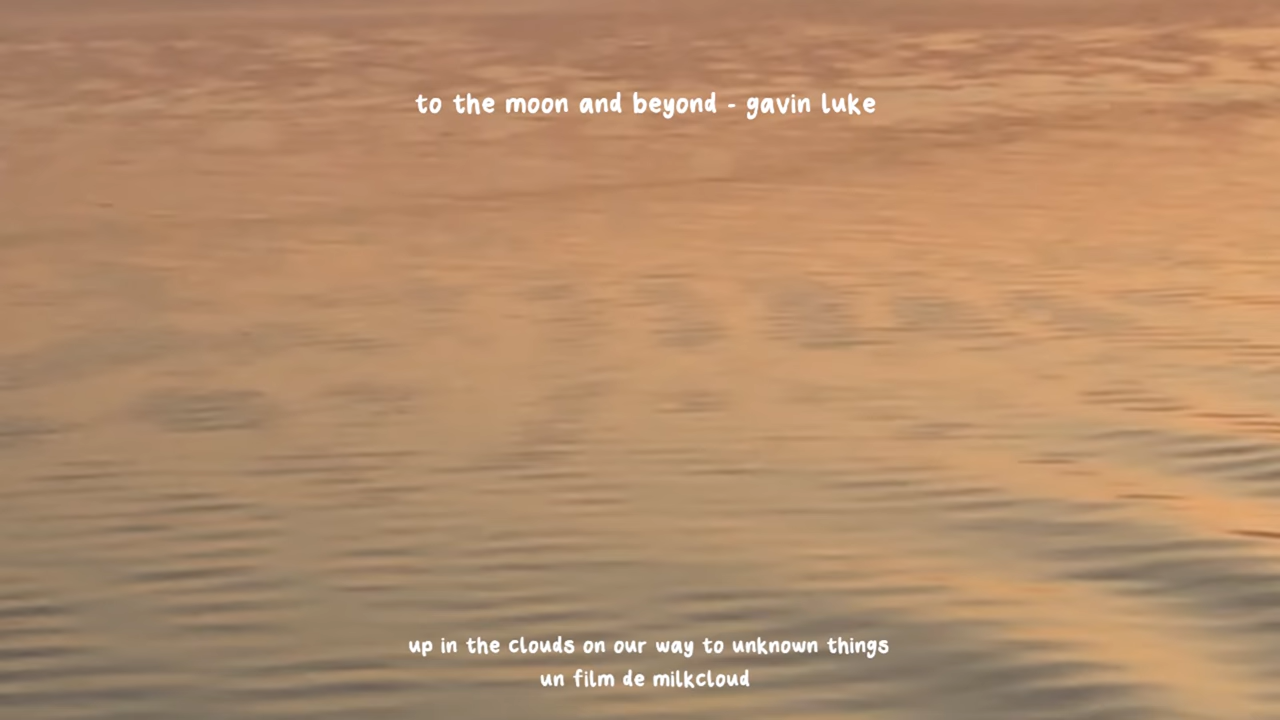 to the moon and beyond - gavin luke
up in the clouds on our way to unknown things
un film de milkcloud